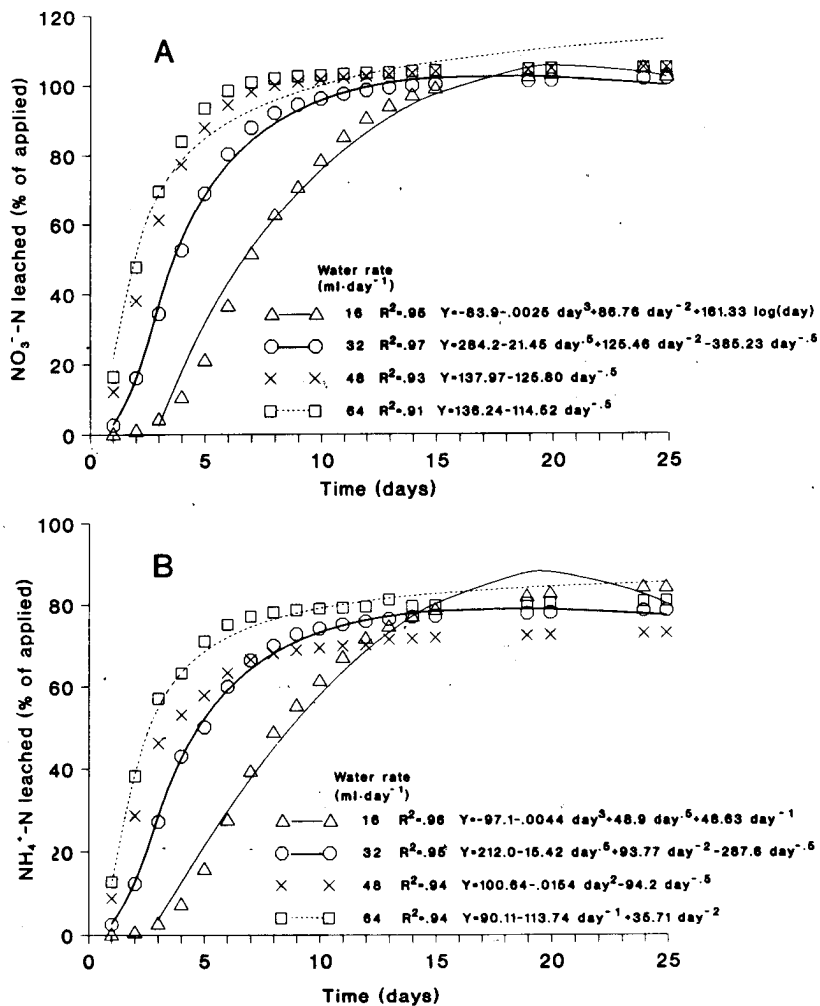 A
NO₃⁻-N leached (% of applied)
120
100
80
60
40
20
0
Water rate
(ml·day⁻¹)
16 R²=.95 Y=-83.9-.0025 day³+86.76 day⁻²+161.33 log(day)
32 R²=.97 Y=284.2-21.45 day·⁵+125.46 day⁻²-385.23 day⁻·⁵
48 R²=.93 Y=137.97-125.80 day⁻·⁵
64 R²=.91 Y=136.24-114.52 day⁻·⁵
0 5 10 15 20 25
Time (days)
B
NH₄⁺-N leached (% of applied)
100
80
60
40
20
0
Water rate
(ml·day⁻¹)
16 R²=.96 Y=-97.1-.0044 day³+48.9 day·⁵+46.63 day⁻¹
32 R²=.95 Y=212.0-15.42 day·⁵+93.77 day⁻²-287.6 day⁻·⁵
48 R²=.94 Y=100.64-.0154 day²-94.2 day⁻·⁵
64 R²=.94 Y=90.11-113.74 day⁻¹+35.71 day⁻²
0 5 10 15 20 25
Time (days)